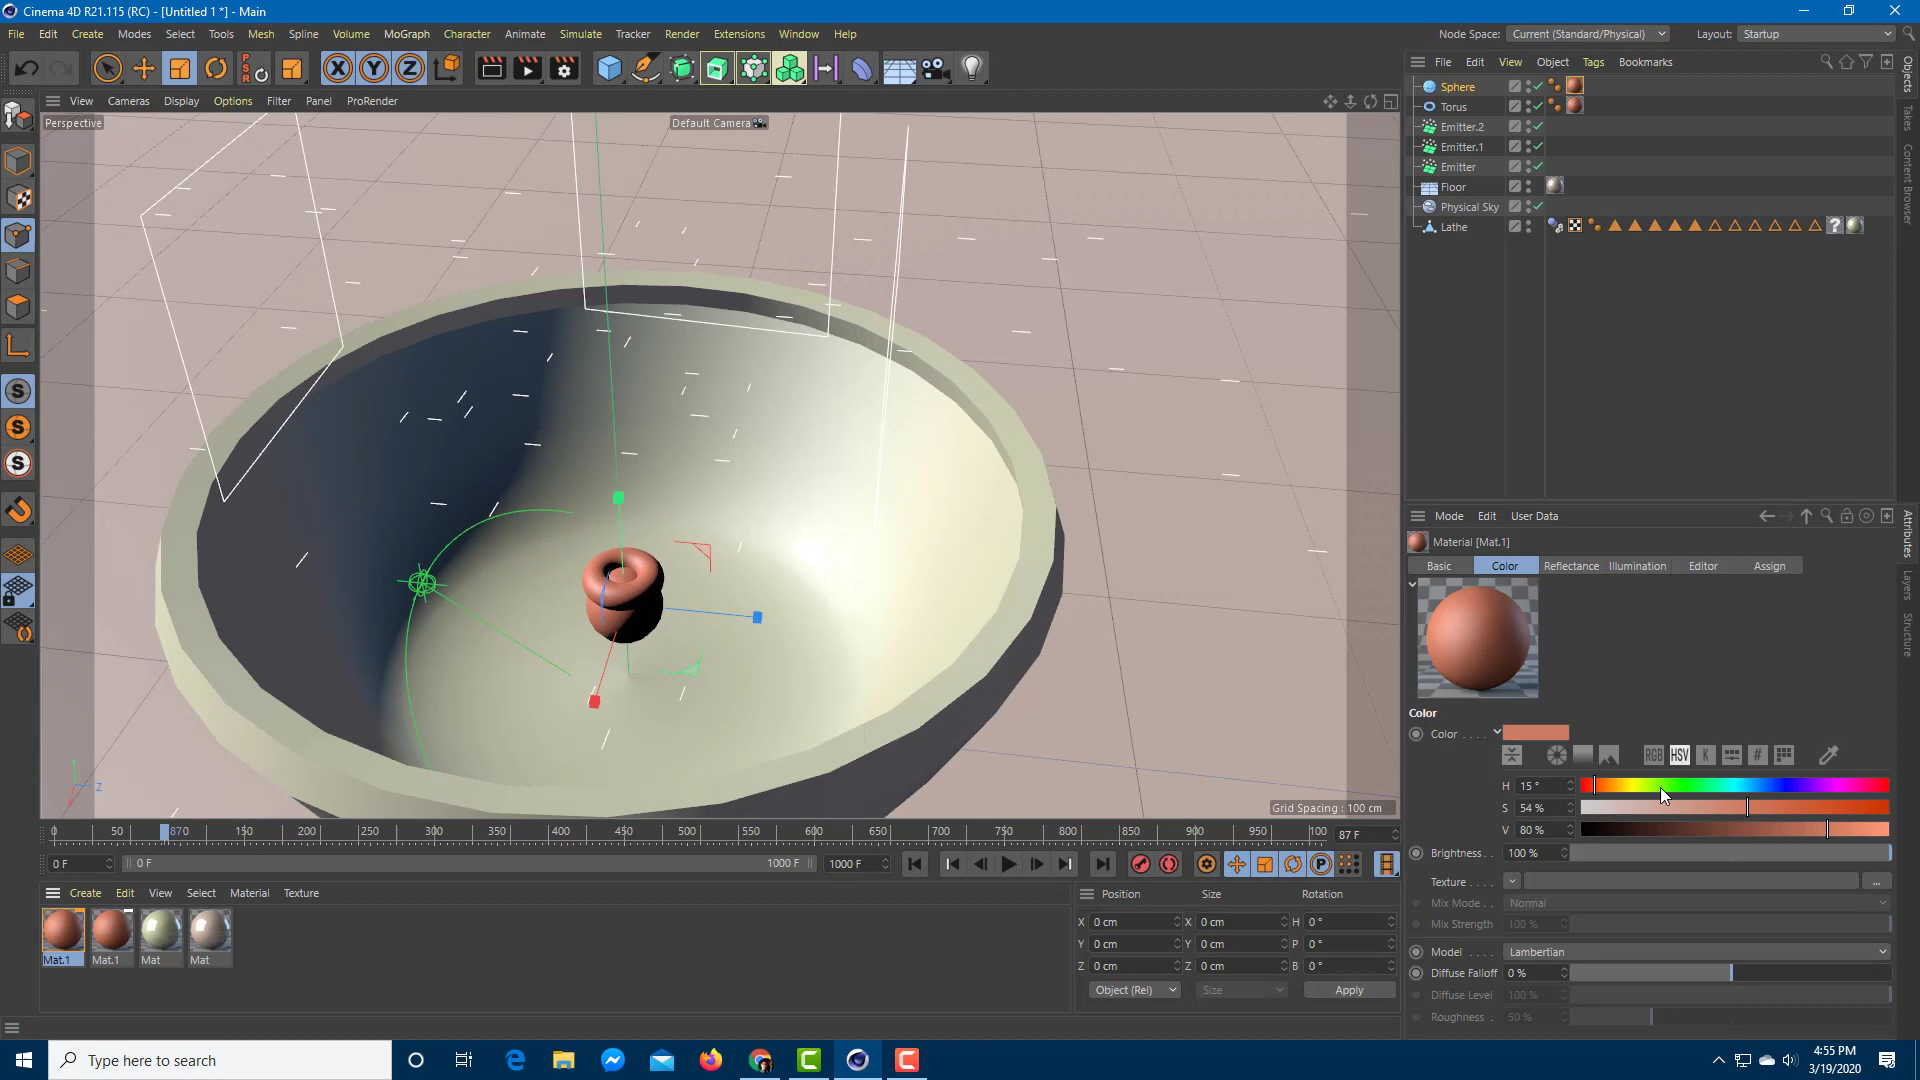 Cinema 4D R21.115 (RC) - [Untitled 1 *] - Main
File Edit Create Modes Select Tools Mesh Spline Volume MoGraph Character Animate Simulate Tracker Render Extensions Window Help
Node Space: Current (Standard/Physical) Layout: Startup
File Edit View Object Tags Bookmarks
View Cameras Display Options Filter Panel ProRender
Perspective
Default Camera
Sphere
Torus
Emitter.2
Emitter.1
Emitter
Floor
Physical Sky
Lathe
Objects
Takes
Content Browser
Attributes
Layers
Structure
Mode Edit User Data
Material [Mat.1]
Basic Color Reflectance Illumination Editor Assign
Color
Color . . . .
RGB HSV K #
H 15 °
S 54 %
V 80 %
Brightness . . 100 %
Texture . . . . ...
Mix Mode . . Normal
Mix Strength 100 %
Model . . . . Lambertian
Diffuse Falloff 0 %
Diffuse Level 100 %
Roughness . 50 %
Grid Spacing : 100 cm
Y
Z
X
0 50 870 150 200 250 300 350 400 450 500 550 600 650 700 750 800 850 900 950 100 87 F
0 F 0 F 1000 F 1000 F
Create Edit View Select Material Texture
Mat.1 Mat.1 Mat Mat
Position Size Rotation
X 0 cm X 0 cm H 0 °
Y 0 cm Y 0 cm P 0 °
Z 0 cm Z 0 cm B 0 °
Object (Rel) Size Apply
Type here to search
4:55 PM
3/19/2020